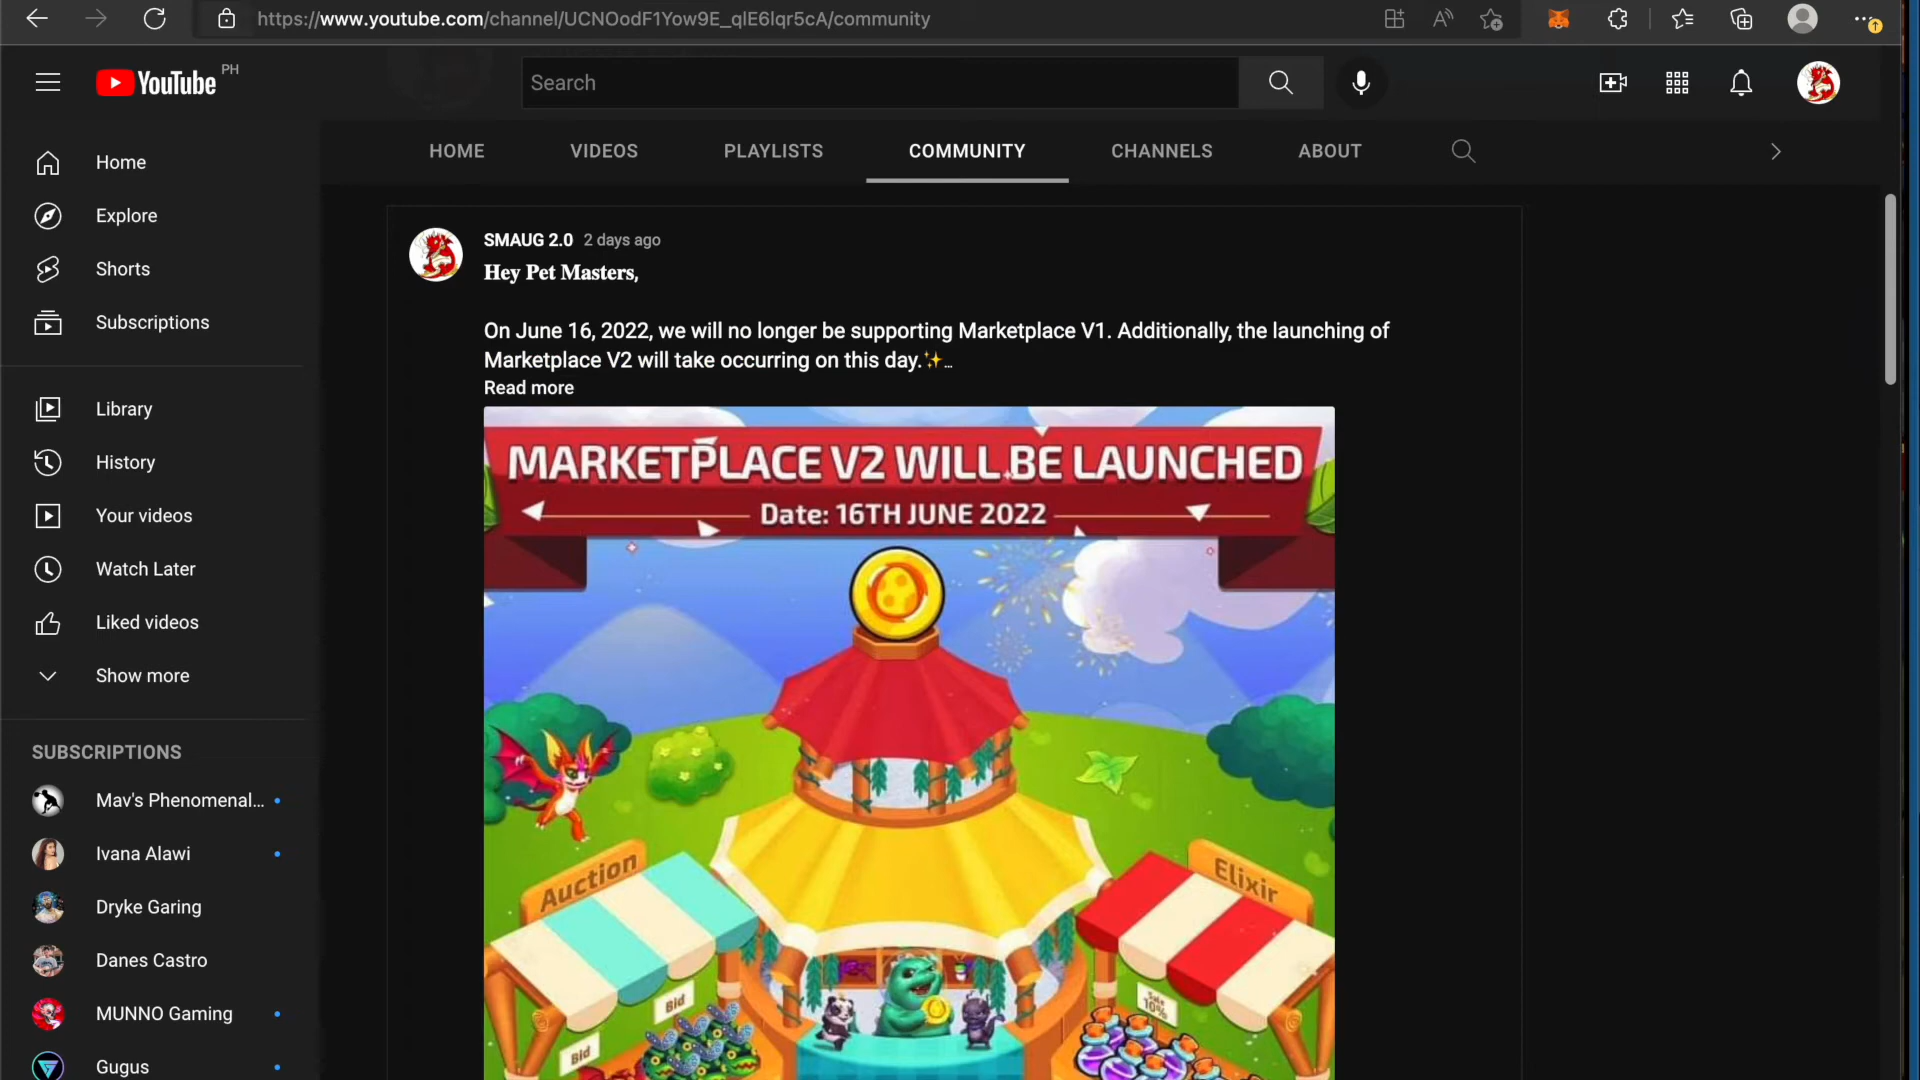 https://www.youtube.com/channel/UCNOodF1Yow9E_qlE6lqr5cA/community
YouTube PH
Search
HOME VIDEOS PLAYLISTS COMMUNITY CHANNELS ABOUT
Home
Explore
Shorts
Subscriptions
Library
History
Your videos
Watch Later
Liked videos
Show more
SUBSCRIPTIONS
Mav's Phenomenal...
Ivana Alawi
Dryke Garing
Danes Castro
MUNNO Gaming
Gugus
SMAUG 2.0 2 days ago
Hey Pet Masters,
On June 16, 2022, we will no longer be supporting Marketplace V1. Additionally, the launching of
Marketplace V2 will take occurring on this day.✨...
Read more
MARKETPLACE V2 WILL BE LAUNCHED
Date: 16TH JUNE 2022
Auction
Elixir
Bid
Sale
10%
Bid